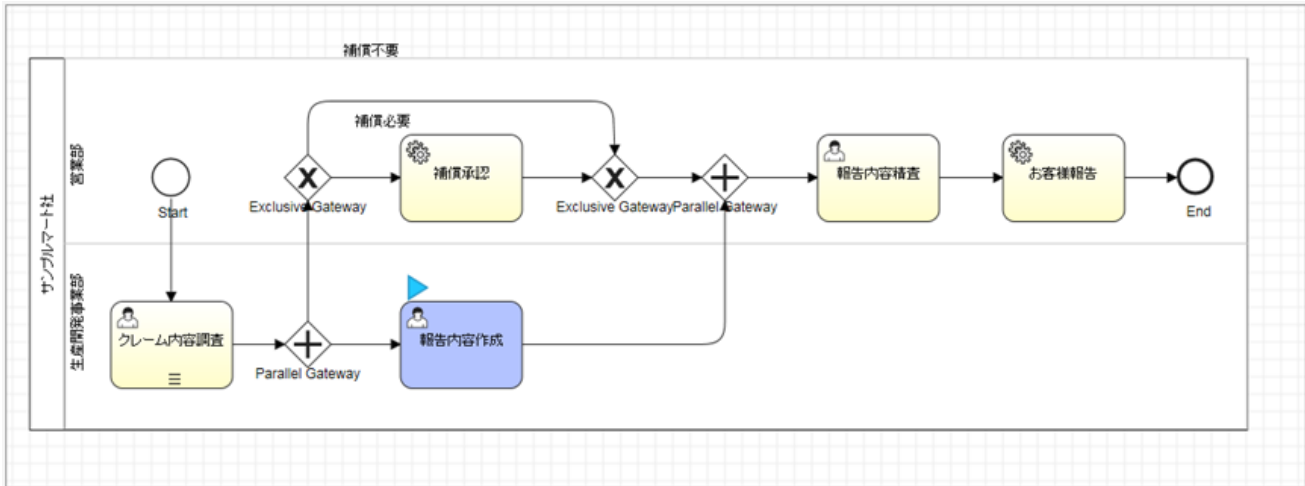 補償不要
サンプルマート社
営業部
Start
Exclusive Gateway
補償必要
補償承認
Exclusive Gateway
Parallel Gateway
報告内容精査
お客様報告
End
生産開発事業部
クレーム内容調査
Parallel Gateway
報告内容作成